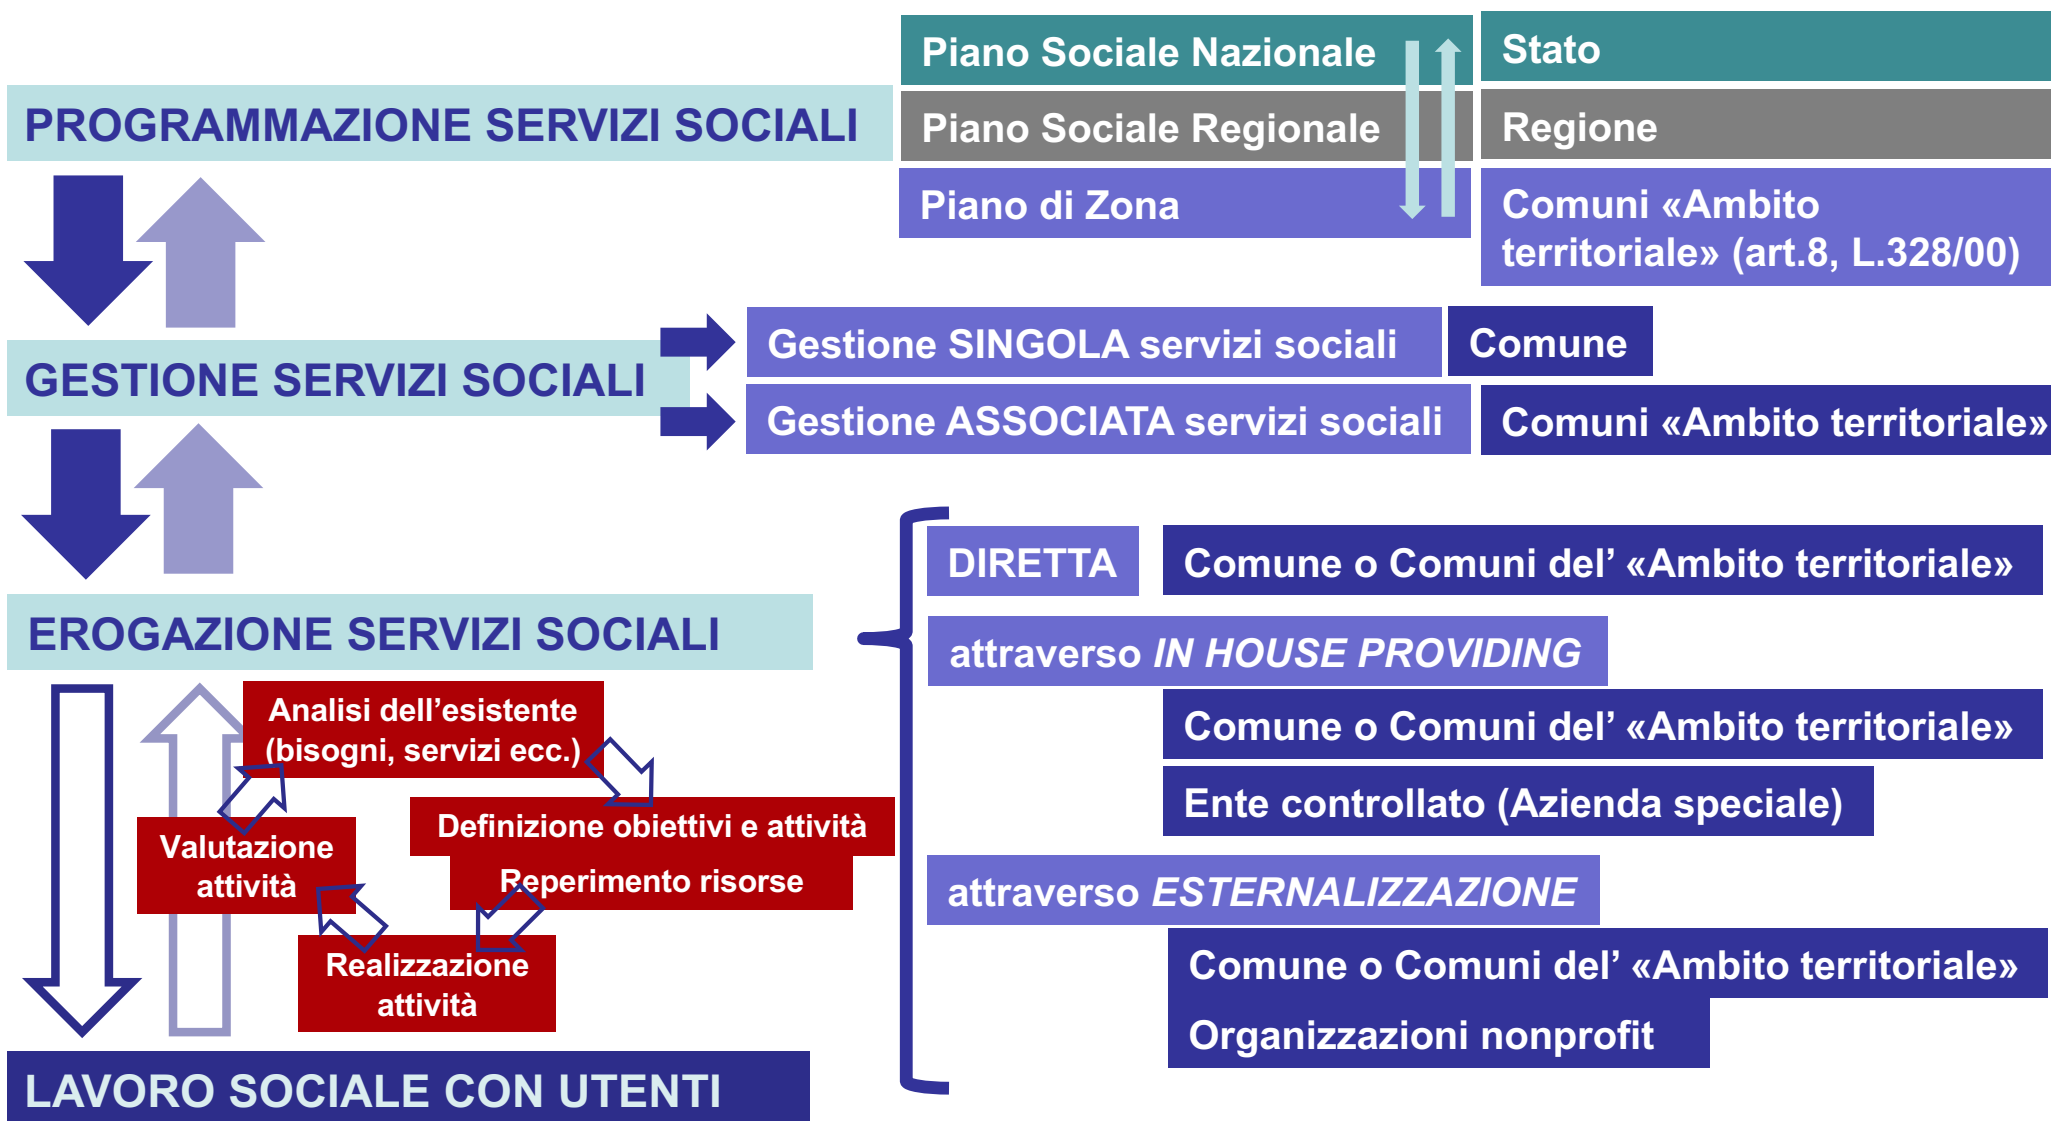 PROGRAMMAZIONE SERVIZI SOCIALI
Piano Sociale Nazionale
Stato
Piano Sociale Regionale
Regione
Piano di Zona
Comuni «Ambito
territoriale» (art.8, L.328/00)
GESTIONE SERVIZI SOCIALI
Gestione SINGOLA servizi sociali
Comune
Gestione ASSOCIATA servizi sociali
Comuni «Ambito territoriale»
EROGAZIONE SERVIZI SOCIALI
DIRETTA
Comune o Comuni del’ «Ambito territoriale»
attraverso IN HOUSE PROVIDING
Comune o Comuni del’ «Ambito territoriale»
Ente controllato (Azienda speciale)
attraverso ESTERNALIZZAZIONE
Comune o Comuni del’ «Ambito territoriale»
Organizzazioni nonprofit
Analisi dell’esistente
(bisogni, servizi ecc.)
Definizione obiettivi e attività
Reperimento risorse
Realizzazione
attività
Valutazione
attività
LAVORO SOCIALE CON UTENTI